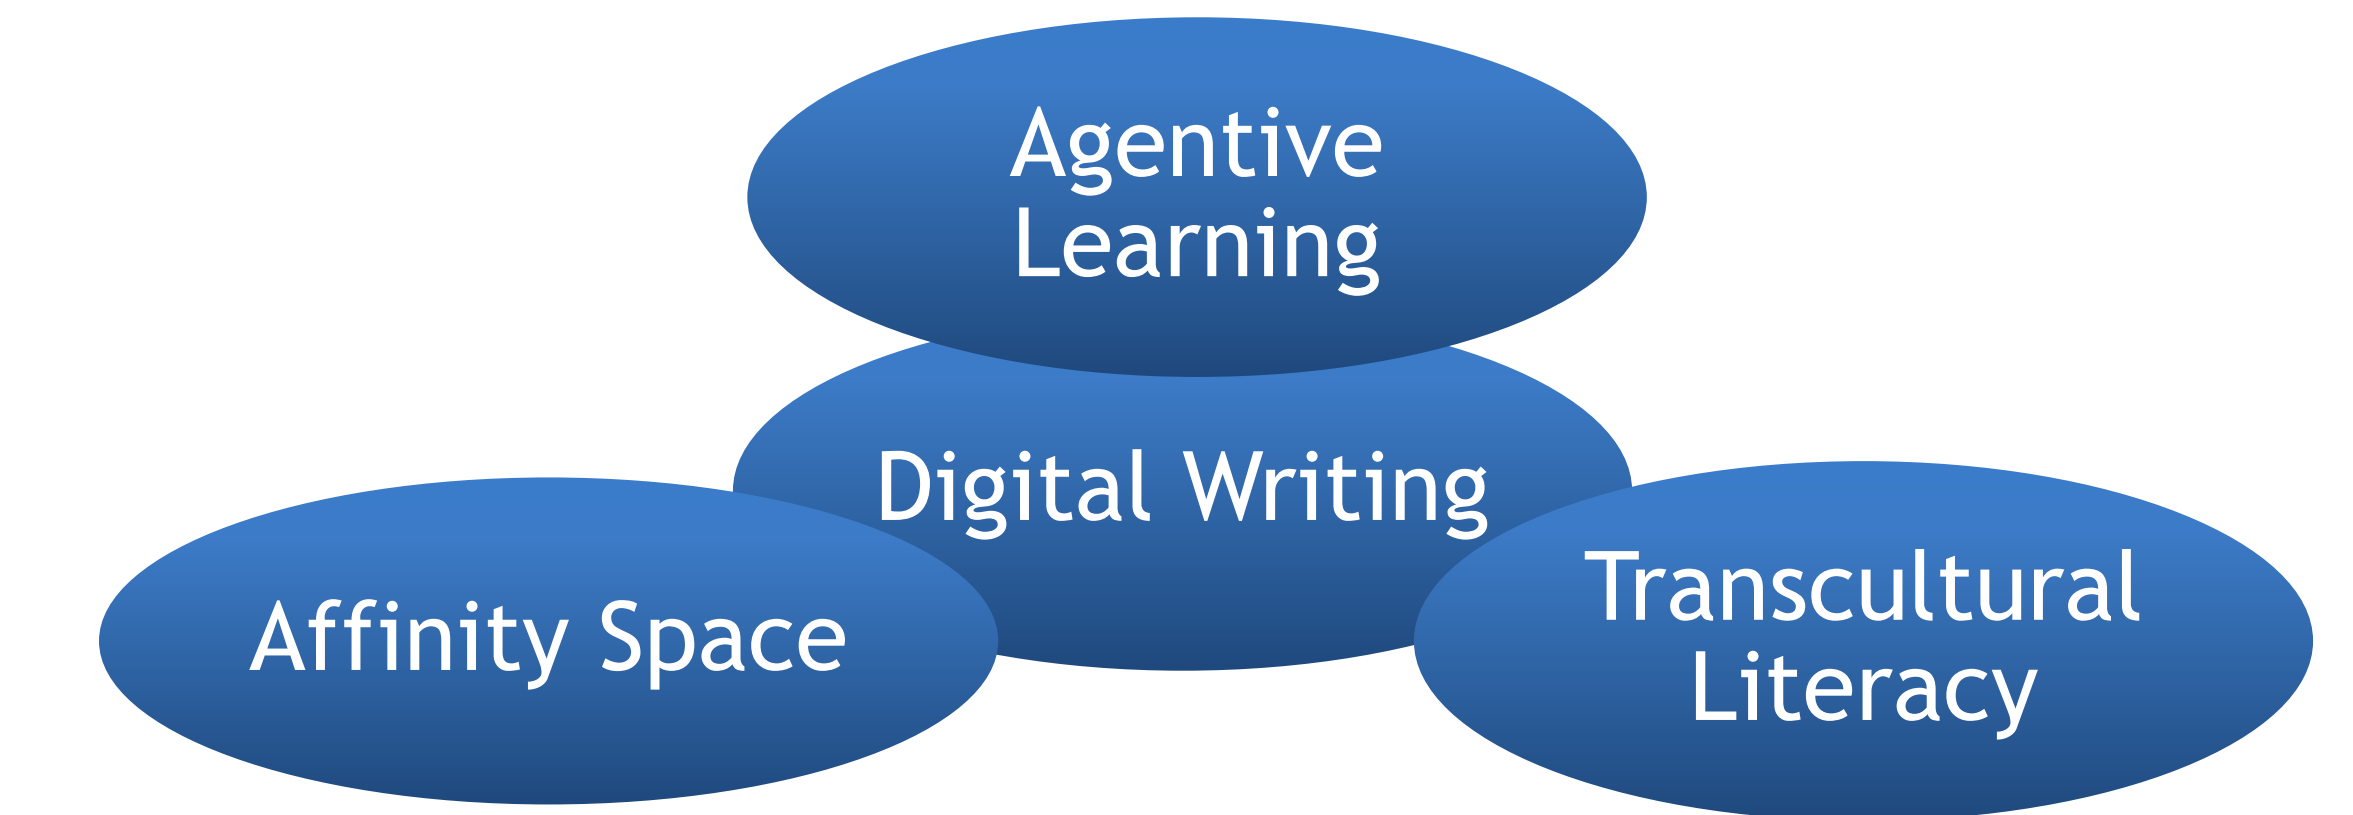 Agentive
Learning
Digital Writing
Affinity Space
Transcultural
Literacy